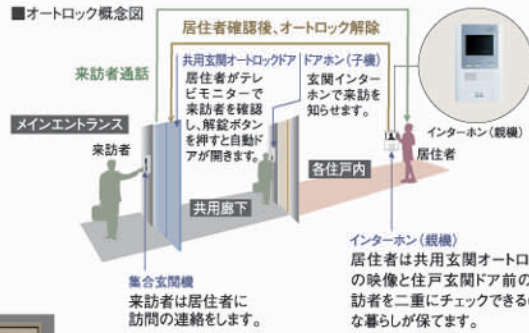 ■オートロック概念図
居住者確認後、オートロック解除
来訪者通話
共用玄関オートロックドア
居住者がテレ
ビモニターで
来訪者を確認
し、解錠ボタン
を押すと自動ド
アが開きます。
ドアホン(子機)
玄関インター
ホンで来訪を
知らせます。
インターホン(親機)
メインエントランス
来訪者
居住者
各住戸内
共用廊下
集合玄関機
来訪者は居住者に
訪問の連絡をします。
インターホン(親機)
居住者は共用玄関オートロ
の映像と住戸玄関ドア前の
訪者を二重にチェックできる
な暮らしが保てます。